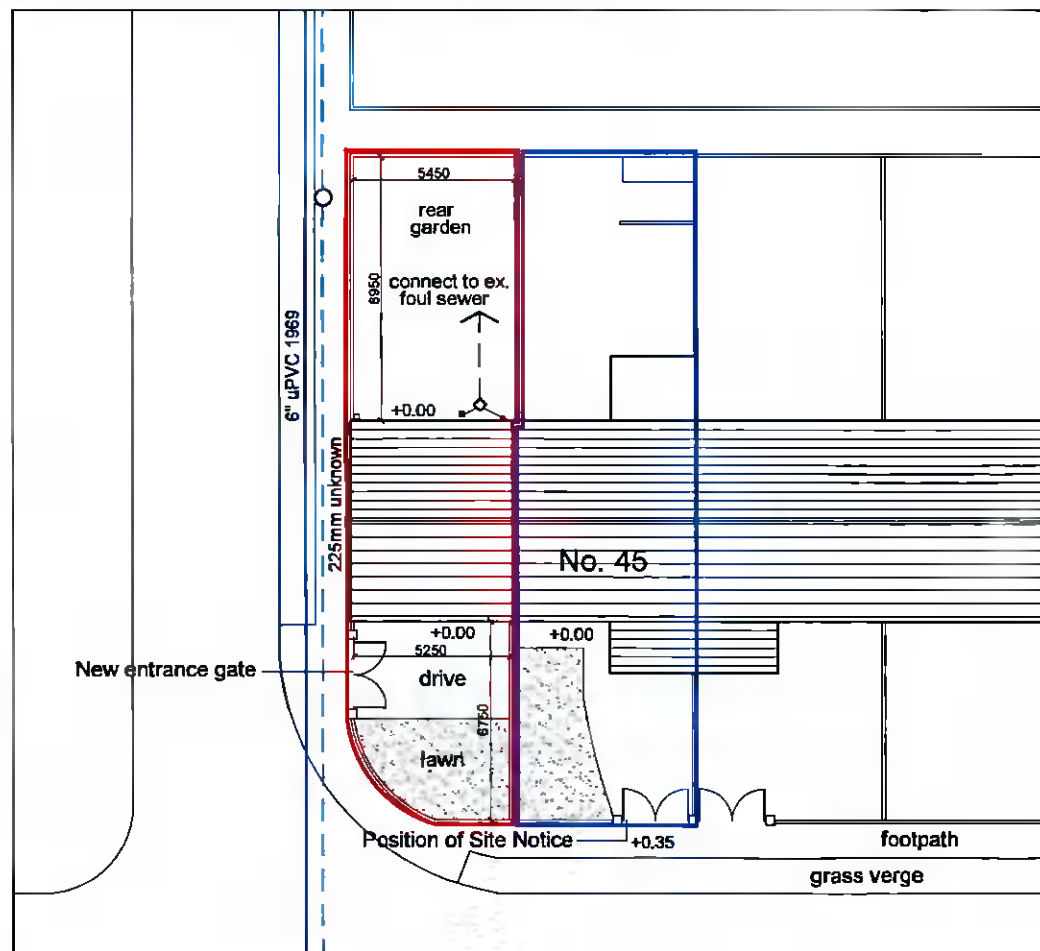 5450
rear
garden
6950
connect to ex.
foul sewer
6" uPVC 1969
+0.00
225mm unknown
No. 45
+0.00
+0.00
5250
New entrance gate
drive
6750
lawn
Position of Site Notice
+0.35
footpath
grass verge